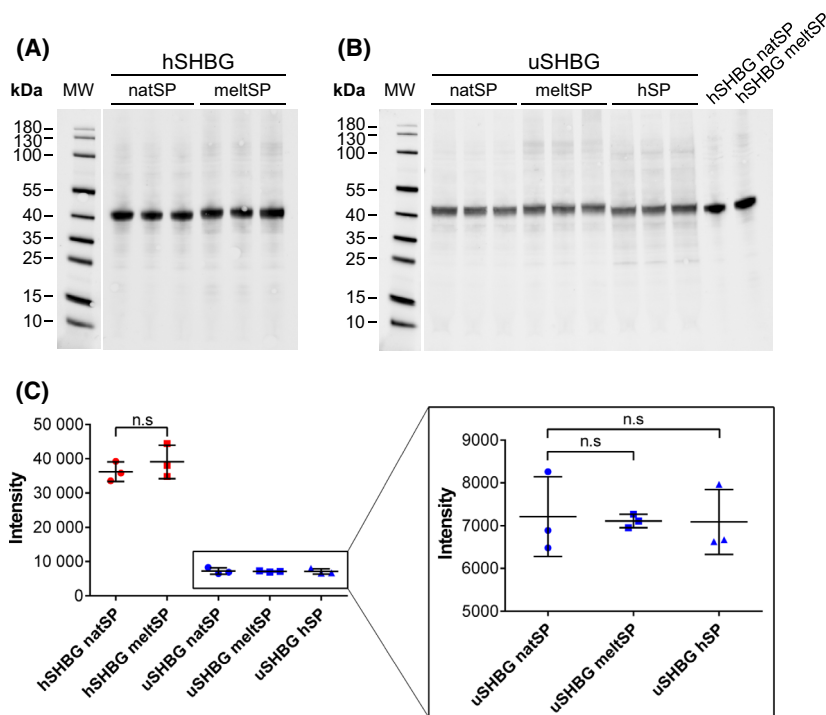 (A)
hSHBG
kDa MW natSP meltSP
180
130
100
55
40
35
25
15
10
(B)
uSHBG
kDa MW natSP meltSP hSP hSHBG natSP hSHBG meltSP
180
130
100
55
40
35
25
15
10
(C)
n.s
50 000
40 000
30 000
20 000
10 000
0
Intensity
hSHBG natSP
hSHBG meltSP
uSHBG natSP
uSHBG meltSP
uSHBG hSP
n.s
n.s
9000
8000
7000
6000
5000
Intensity
uSHBG natSP
uSHBG meltSP
uSHBG hSP